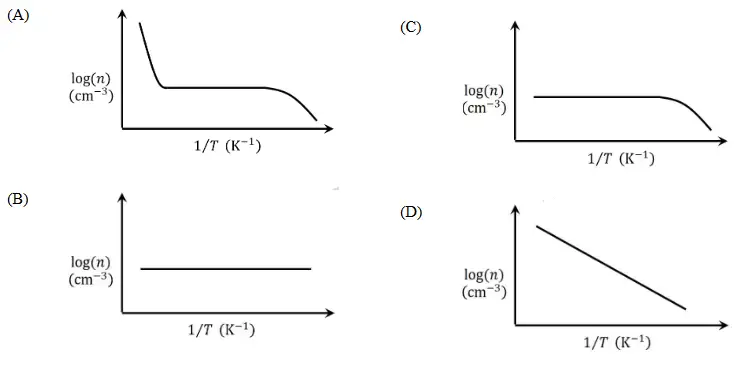 (A)
log(n)
(cm⁻³)
1/T (K⁻¹)
(B)
log(n)
(cm⁻³)
1/T (K⁻¹)
(C)
log(n)
(cm⁻³)
1/T (K⁻¹)
(D)
log(n)
(cm⁻³)
1/T (K⁻¹)